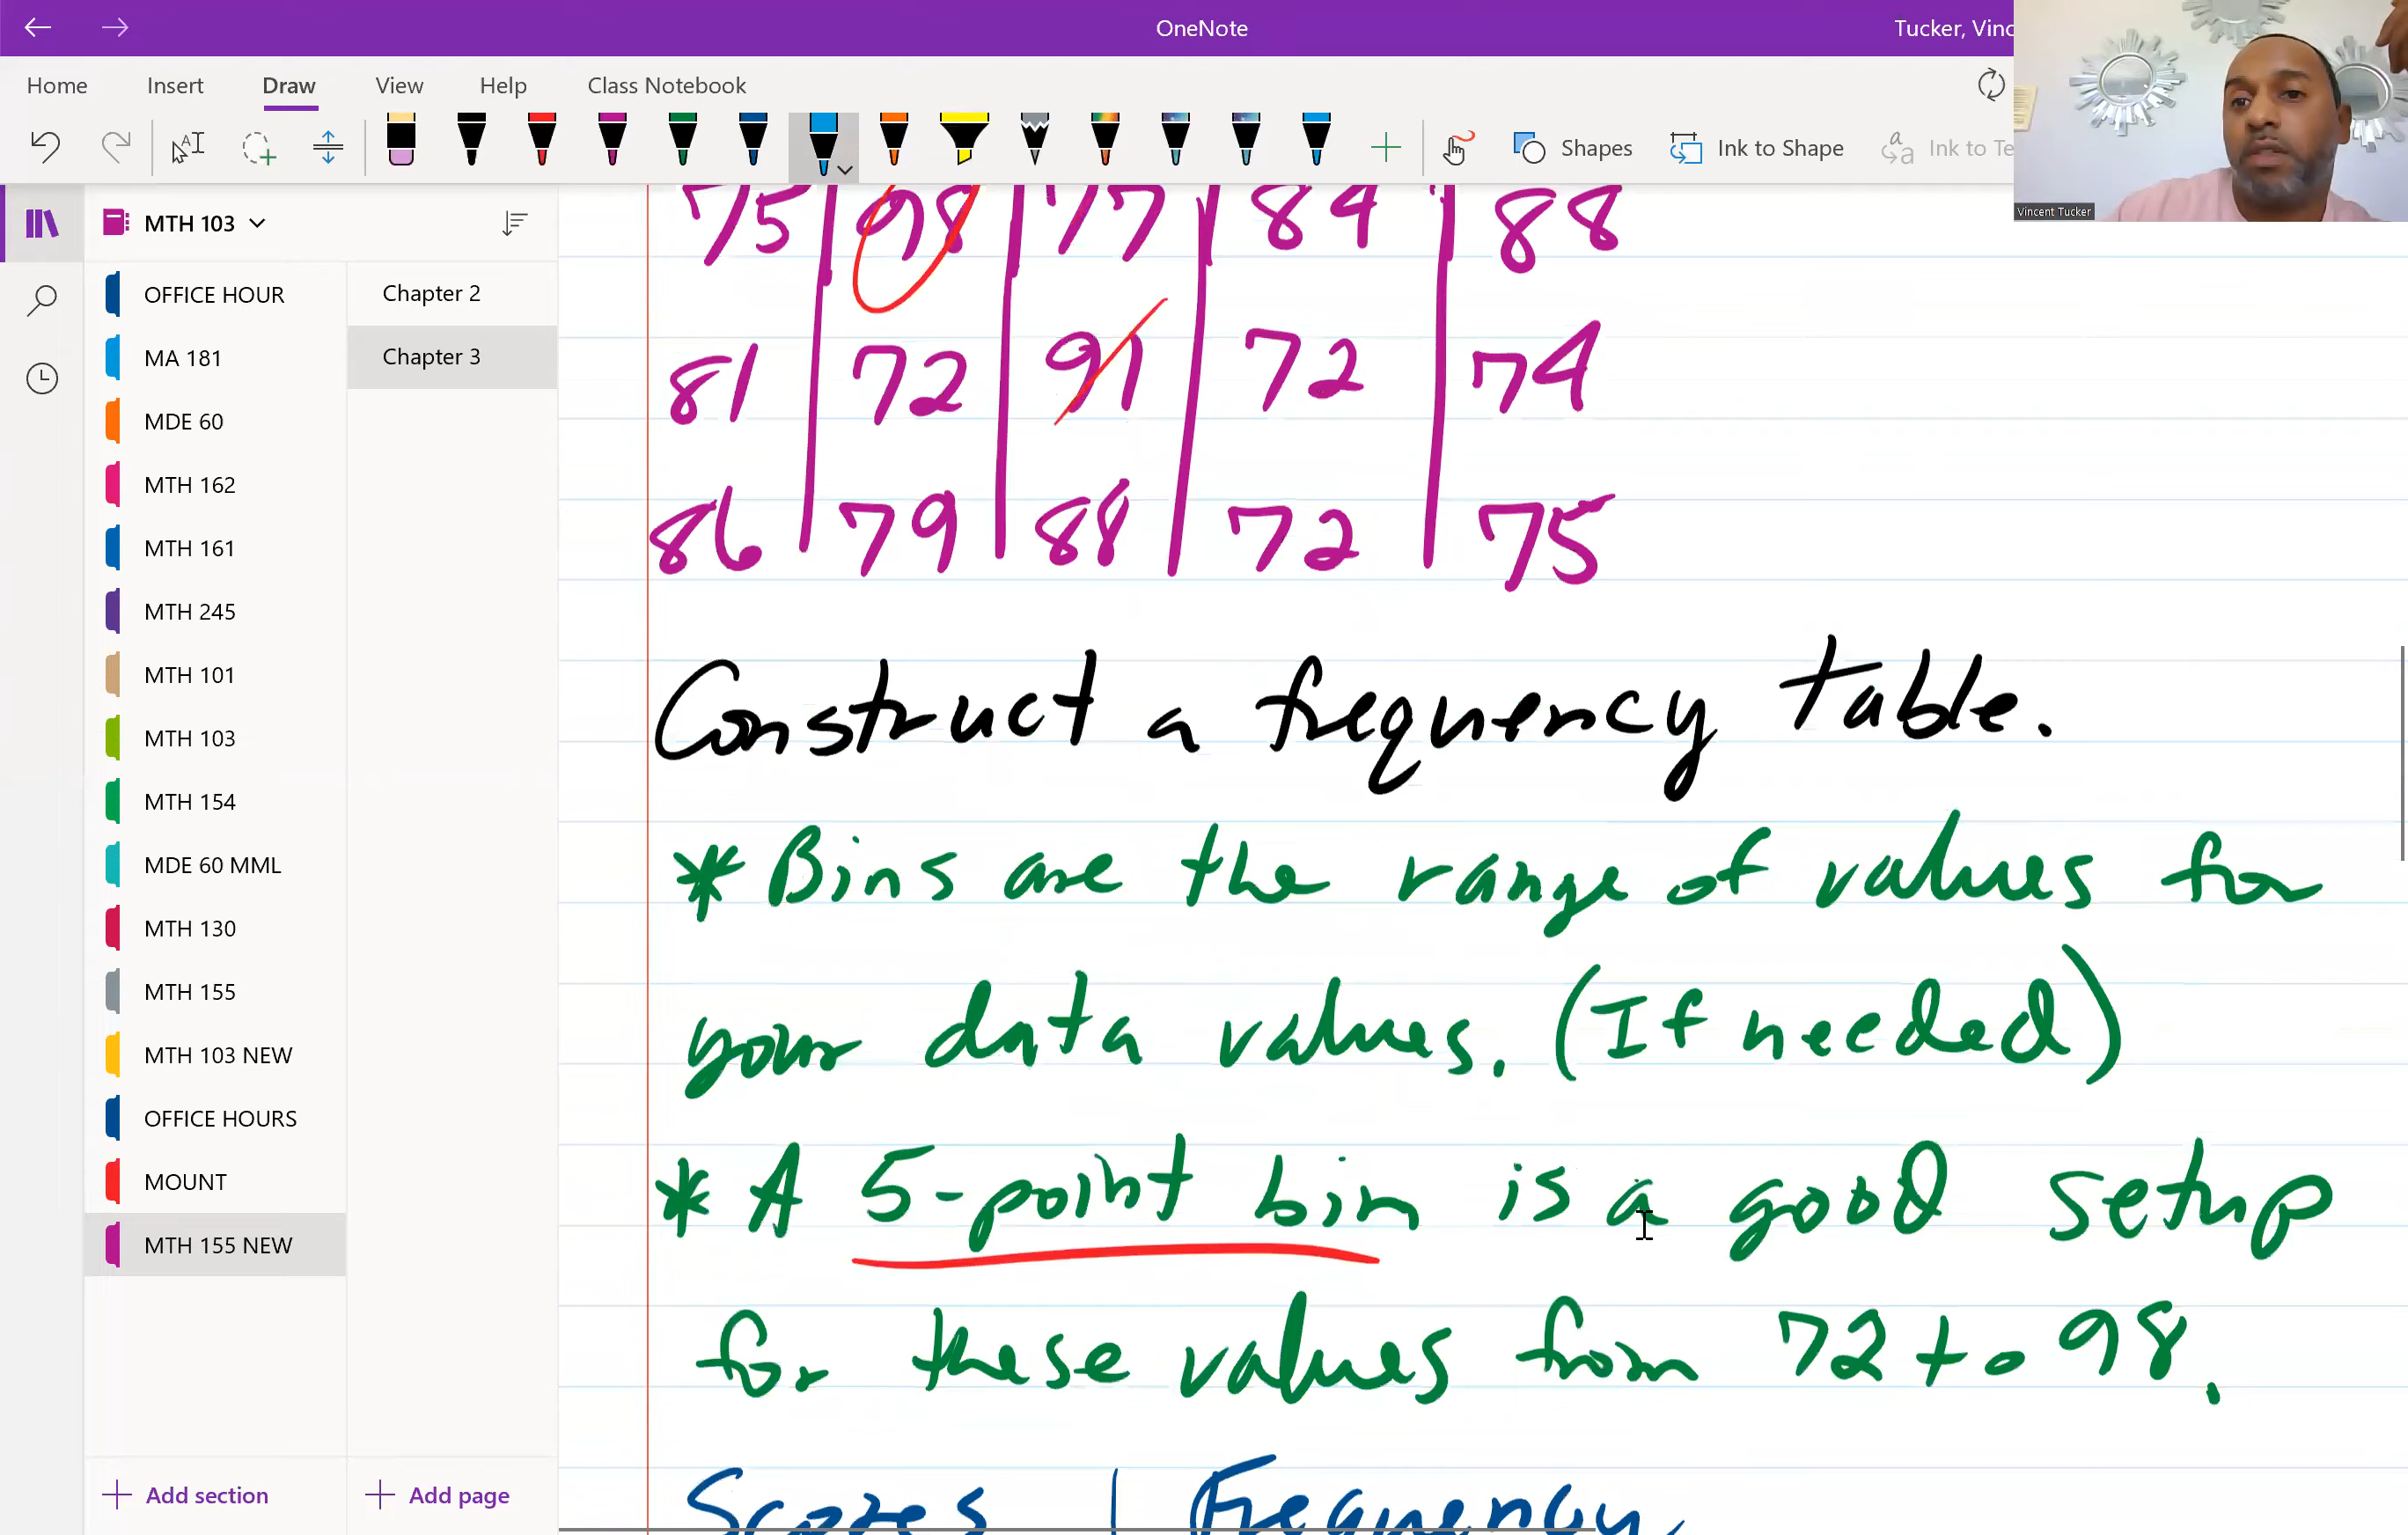 OneNote
Tucker, Vinc
Home Insert Draw View Help Class Notebook
Shapes Ink to Shape Ink to Te
Vincent Tucker
MTH 103
OFFICE HOUR
MA 181
MDE 60
MTH 162
MTH 161
MTH 245
MTH 101
MTH 103
MTH 154
MDE 60 MML
MTH 130
MTH 155
MTH 103 NEW
OFFICE HOURS
MOUNT
MTH 155 NEW
Add section
Chapter 2
Chapter 3
Add page
75 98 77 84 88
81 72 91 72 74
86 79 88 72 75
Construct a frequency table.
* Bins are the range of values for
your data values. (If needed)
* A 5-point bin is a good setup
for these values from 72 to 98.
Scores | Frequency